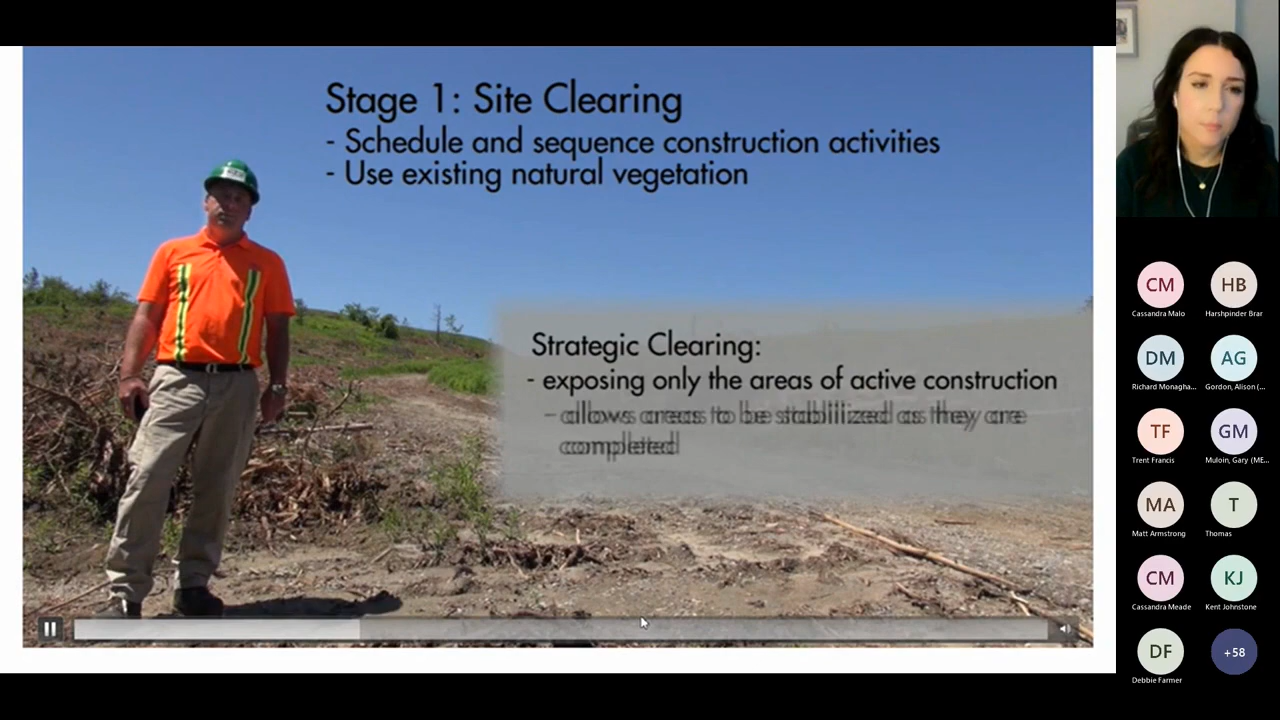 Stage 1: Site Clearing
- Schedule and sequence construction activities
- Use existing natural vegetation
Strategic Clearing:
- exposing only the areas of active construction
- allows areas to be stabilized as they are
completed
CM
Cassandra Malo
HB
Harshpinder Brar
DM
Richard Monagha...
AG
Gordon, Alison (...
TF
Trent Francis
GM
Muloin, Gary (ME...
MA
Matt Armstrong
T
Thomas
CM
Cassandra Meade
KJ
Kent Johnstone
DF
Debbie Farmer
+58